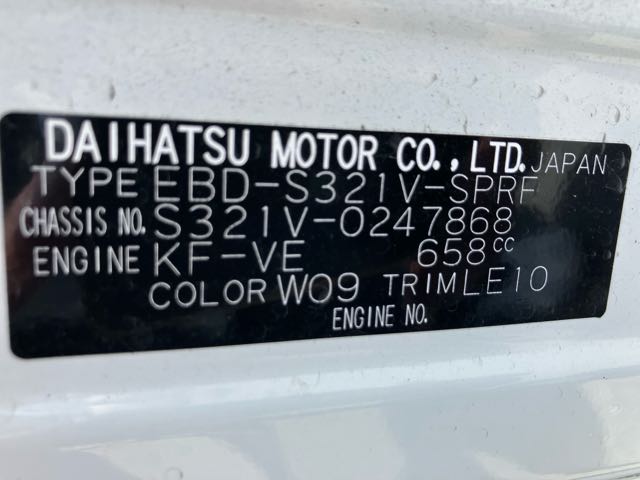 DAIHATSU MOTOR CO., LTD. JAPAN
TYPE EBD-S321V-SPRF
CHASSIS NO. S321V-0247868
ENGINE KF-VE 658cc
COLOR W09 TRIM LE10
ENGINE NO.